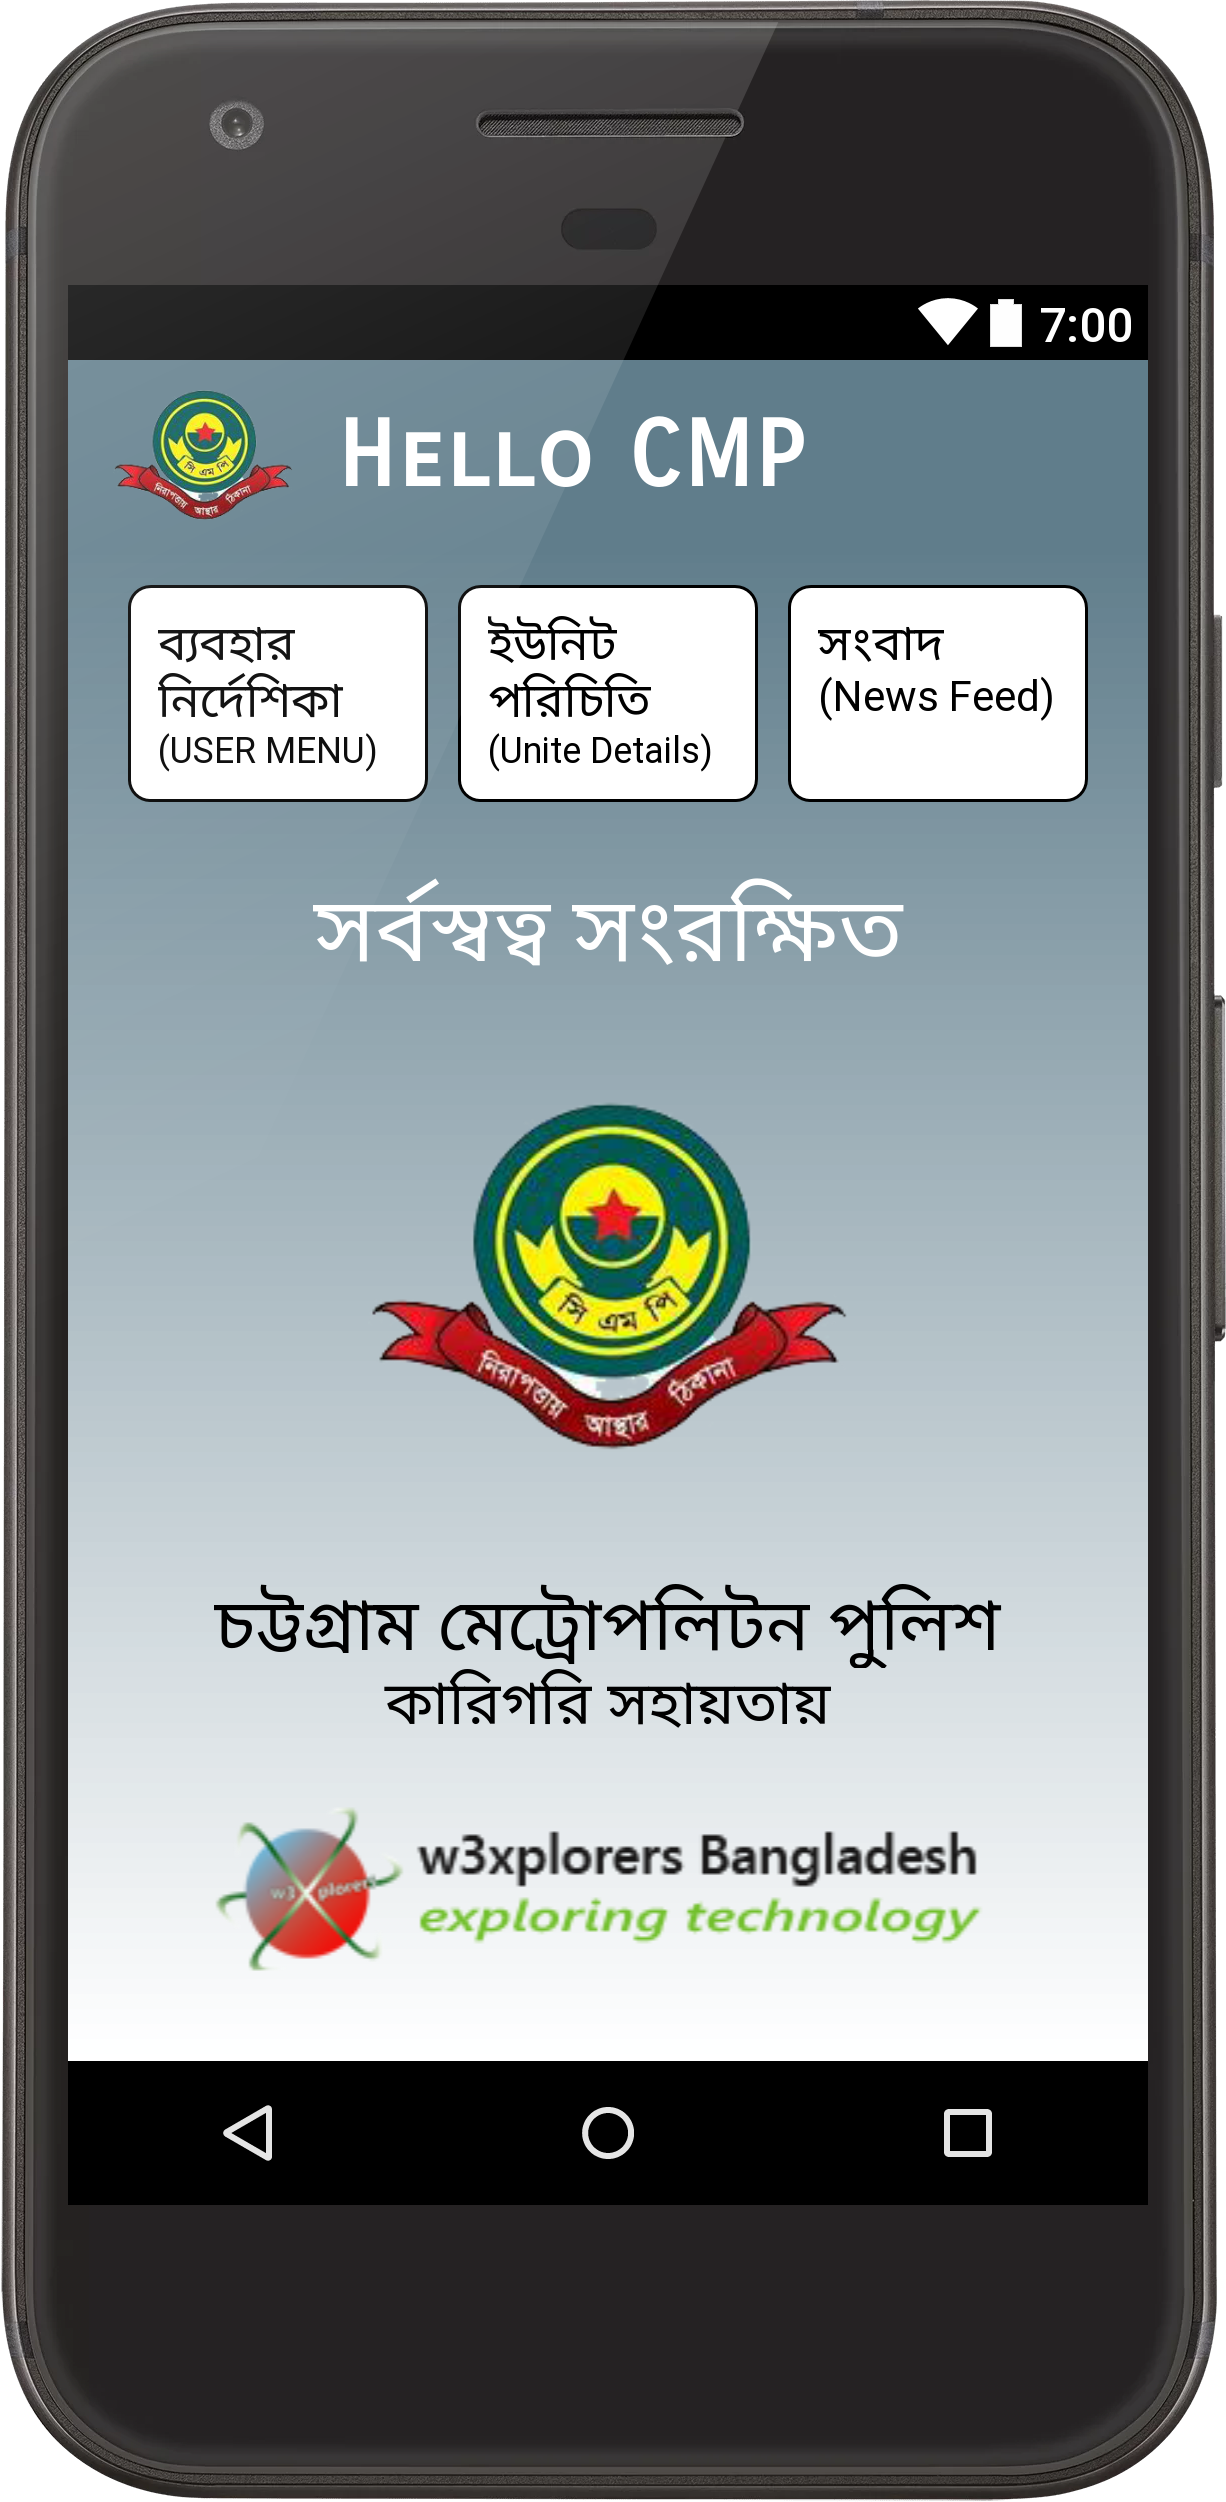 7:00
সি এম পি
নিরাপত্তায় আস্থার ঠিকানা
Hello CMP
ব্যবহার
নির্দেশিকা
(USER MENU)
ইউনিট
পরিচিতি
(Unite Details)
সংবাদ
(News Feed)
সর্বস্বত্ব সংরক্ষিত
সি এম পি
নিরাপত্তায় আস্থার ঠিকানা
চট্টগ্রাম মেট্রোপলিটন পুলিশ
কারিগরি সহায়তায়
w3Xplorers
w3xplorers Bangladesh
exploring technology